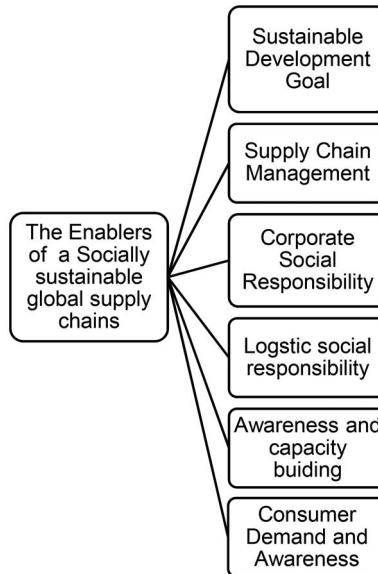 Sustainable
Development
Goal
Supply Chain
Management
The Enablers
of a Socially
sustainable
global supply
chains
Corporate
Social
Responsibility
Logstic social
responsibility
Awareness and
capacity
buiding
Consumer
Demand and
Awareness